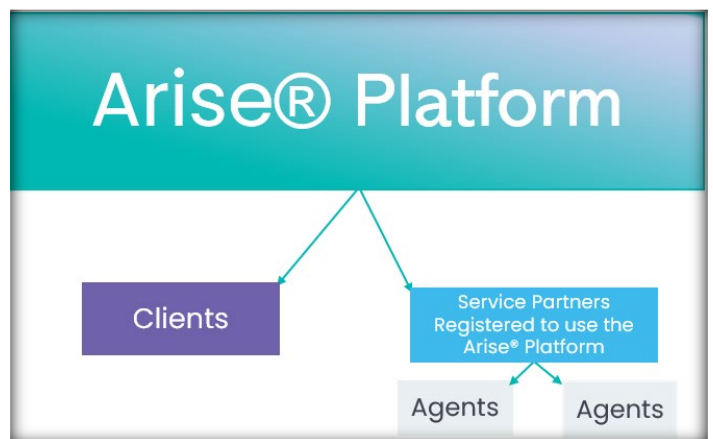 Arise® Platform
Clients
Service Partners
Registered to use the
Arise® Platform
Agents
Agents